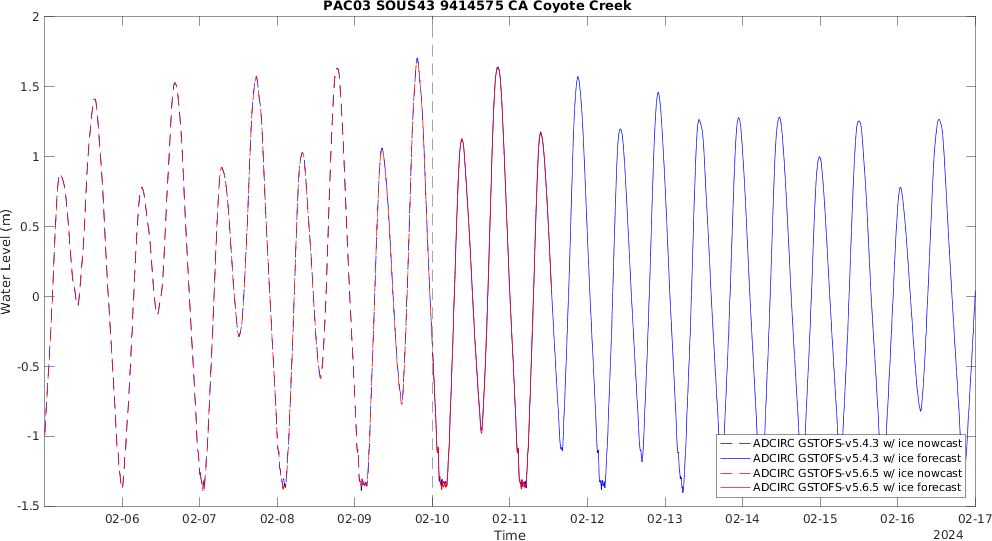 PAC03 SOUS43 9414575 CA Coyote Creek
2
1.5
1
0.5
0
-0.5
-1
-1.5
Water Level (m)
ADCIRC GSTOFS-v5.4.3 w/ ice nowcast
ADCIRC GSTOFS-v5.4.3 w/ ice forecast
ADCIRC GSTOFS-v5.6.5 w/ ice nowcast
ADCIRC GSTOFS-v5.6.5 w/ ice forecast
02-06 02-07 02-08 02-09 02-10 02-11 02-12 02-13 02-14 02-15 02-16 02-17
Time
2024